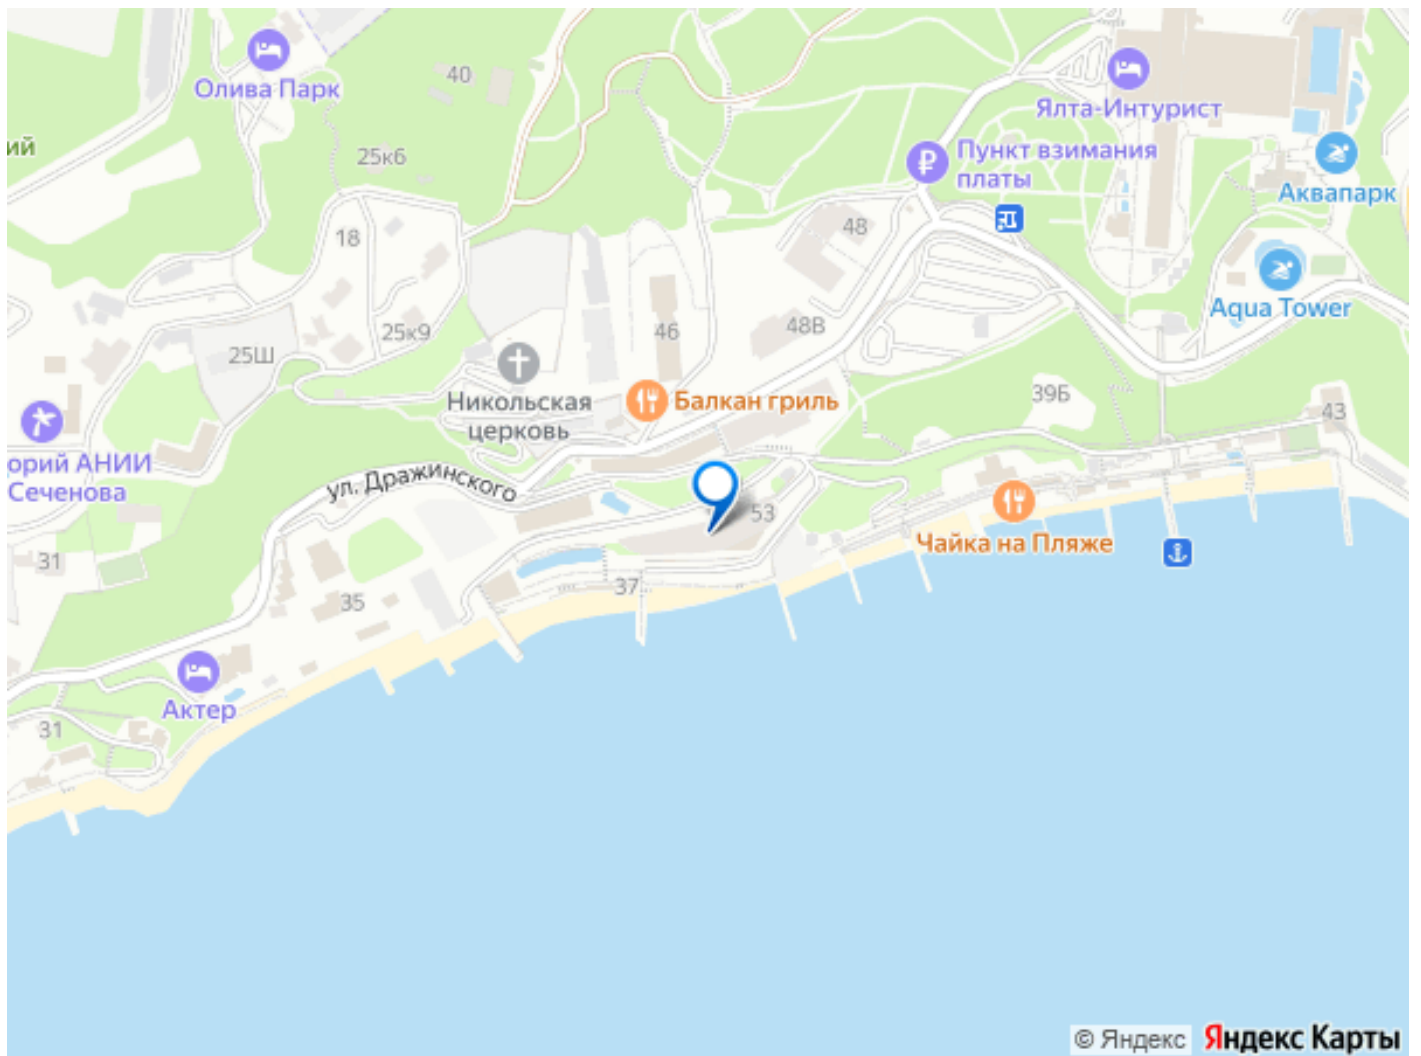 Олива Парк
40
Ялта-Интурист
ий
25к6
Пункт взимания
платы
Аквапарк
18
48
Aqua Tower
25к9
46
48В
25Ш
39Б
43
Никольская
церковь
Балкан гриль
орий АНИИ
Сеченова
ул. Дражинского
53
Чайка на Пляже
31
37
35
Актер
31
© Яндекс
Яндекс Карты